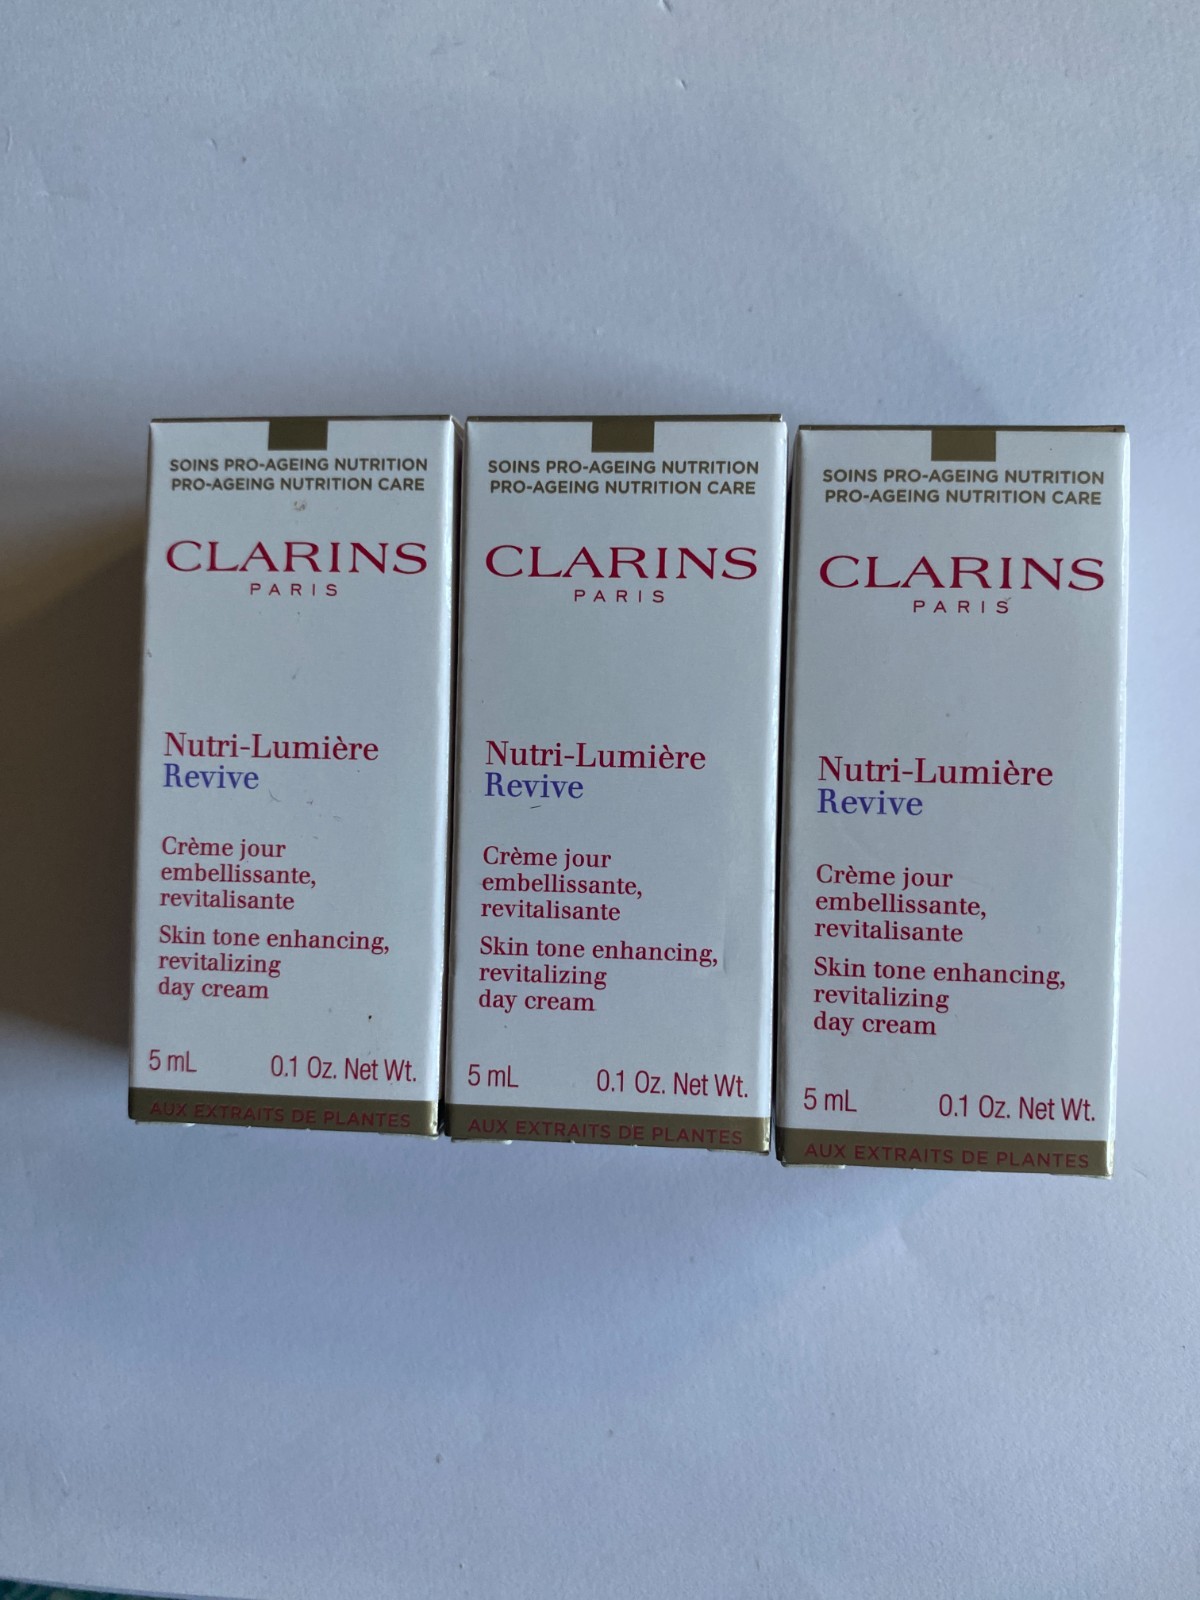 SOINS PRO-AGEING NUTRITION
PRO-AGEING NUTRITION CARE
CLARINS
PARIS
Nutri-Lumière
Revive
Crème jour
embellissante,
revitalisante
Skin tone enhancing,
revitalizing
day cream
5 mL 0.1 Oz. Net Wt.
AUX EXTRAITS DE PLANTES
SOINS PRO-AGEING NUTRITION
PRO-AGEING NUTRITION CARE
CLARINS
PARIS
Nutri-Lumière
Revive
Crème jour
embellissante,
revitalisante
Skin tone enhancing,
revitalizing
day cream
5 mL 0.1 Oz. Net Wt.
AUX EXTRAITS DE PLANTES
SOINS PRO-AGEING NUTRITION
PRO-AGEING NUTRITION CARE
CLARINS
PARIS
Nutri-Lumière
Revive
Crème jour
embellissante,
revitalisante
Skin tone enhancing,
revitalizing
day cream
5 mL 0.1 Oz. Net Wt.
AUX EXTRAITS DE PLANTES